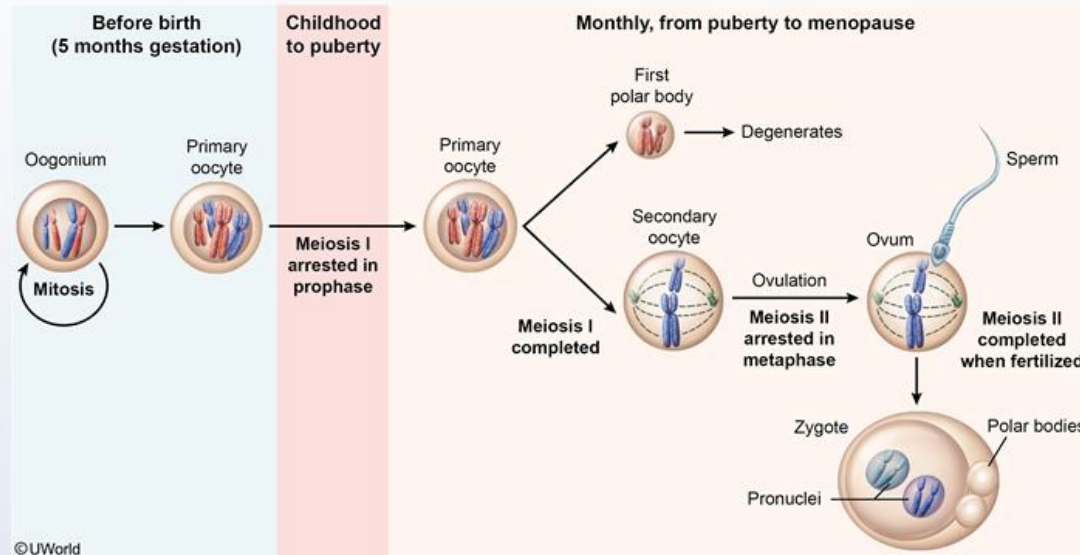 Before birth
(5 months gestation)
Childhood
to puberty
Monthly, from puberty to menopause
Oogonium
Mitosis
Primary
oocyte
Meiosis I
arrested in
prophase
Primary
oocyte
First
polar body
Degenerates
Meiosis I
completed
Secondary
oocyte
Ovulation
Meiosis II
arrested in
metaphase
Ovum
Sperm
Meiosis II
completed
when fertilized
Zygote
Polar bodies
Pronuclei
©UWorld